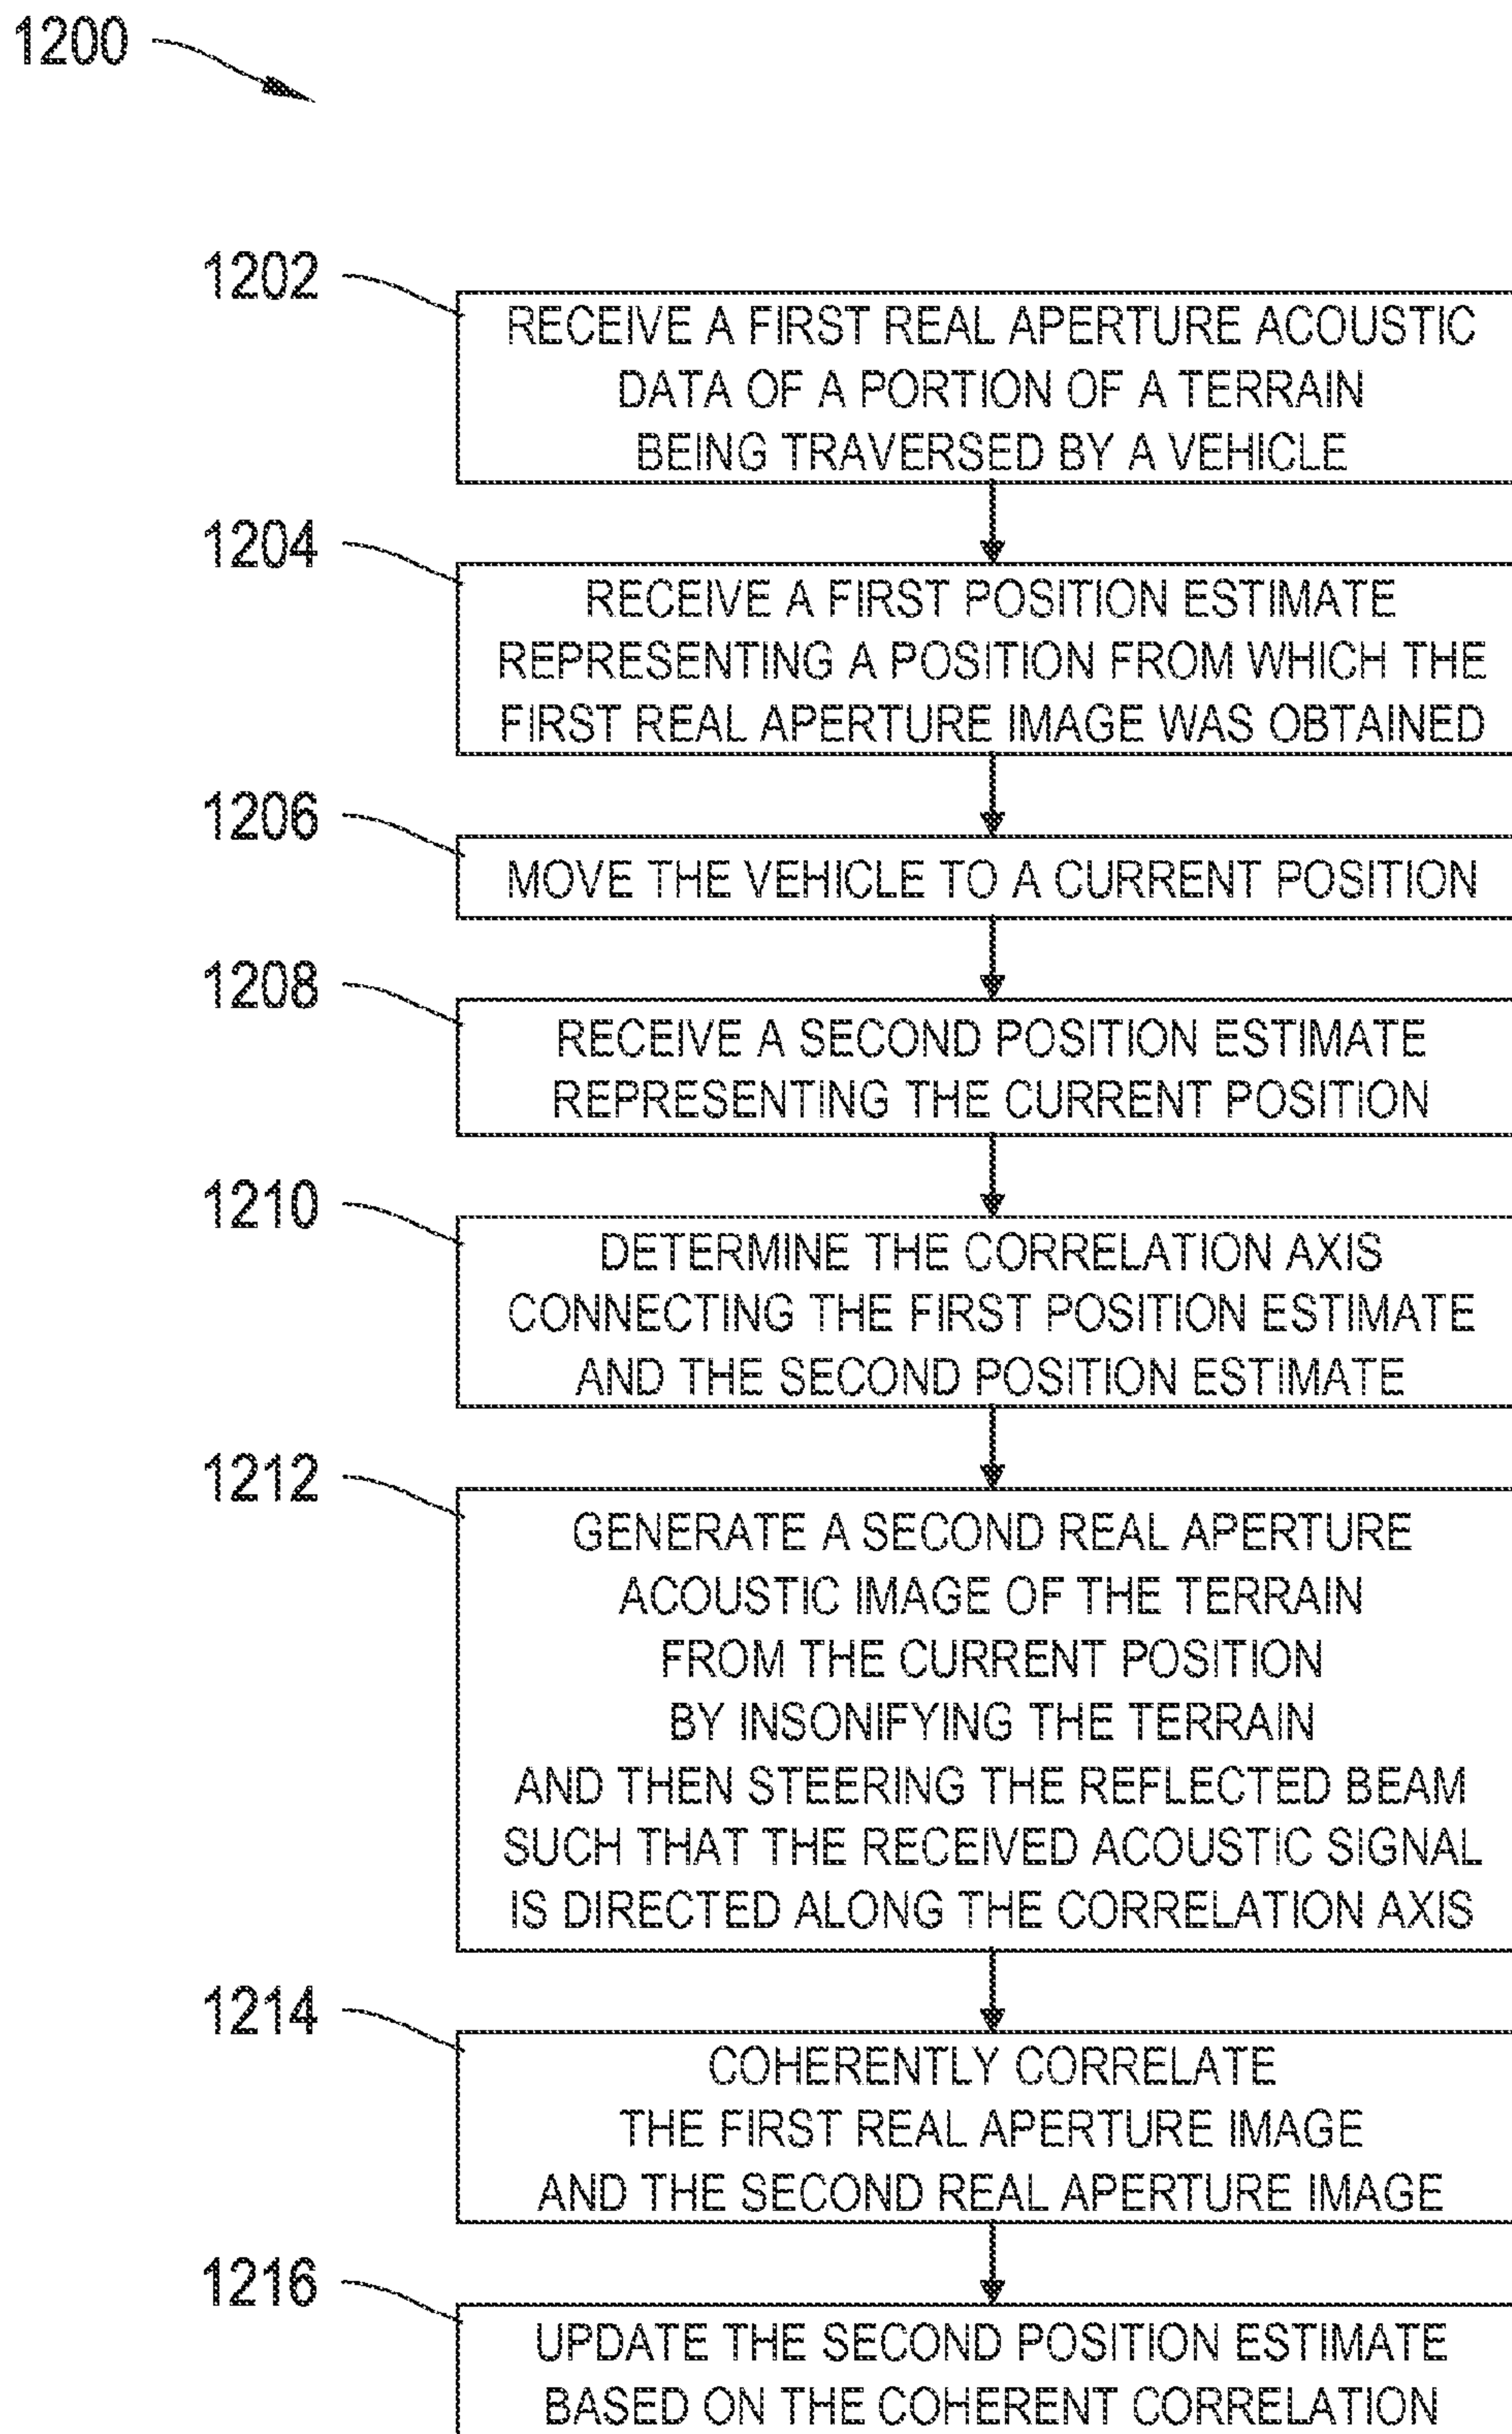 1200
1202
RECEIVE A FIRST REAL APERTURE ACOUSTIC
DATA OF A PORTION OF A TERRAIN
BEING TRAVERSED BY A VEHICLE
1204
RECEIVE A FIRST POSITION ESTIMATE
REPRESENTING A POSITION FROM WHICH THE
FIRST REAL APERTURE IMAGE WAS OBTAINED
1206
MOVE THE VEHICLE TO A CURRENT POSITION
1208
RECEIVE A SECOND POSITION ESTIMATE
REPRESENTING THE CURRENT POSITION
1210
DETERMINE THE CORRELATION AXIS
CONNECTING THE FIRST POSITION ESTIMATE
AND THE SECOND POSITION ESTIMATE
1212
GENERATE A SECOND REAL APERTURE
ACOUSTIC IMAGE OF THE TERRAIN
FROM THE CURRENT POSITION
BY INSONIFYING THE TERRAIN
AND THEN STEERING THE REFLECTED BEAM
SUCH THAT THE RECEIVED ACOUSTIC SIGNAL
IS DIRECTED ALONG THE CORRELATION AXIS
1214
COHERENTLY CORRELATE
THE FIRST REAL APERTURE IMAGE
AND THE SECOND REAL APERTURE IMAGE
1216
UPDATE THE SECOND POSITION ESTIMATE
BASED ON THE COHERENT CORRELATION